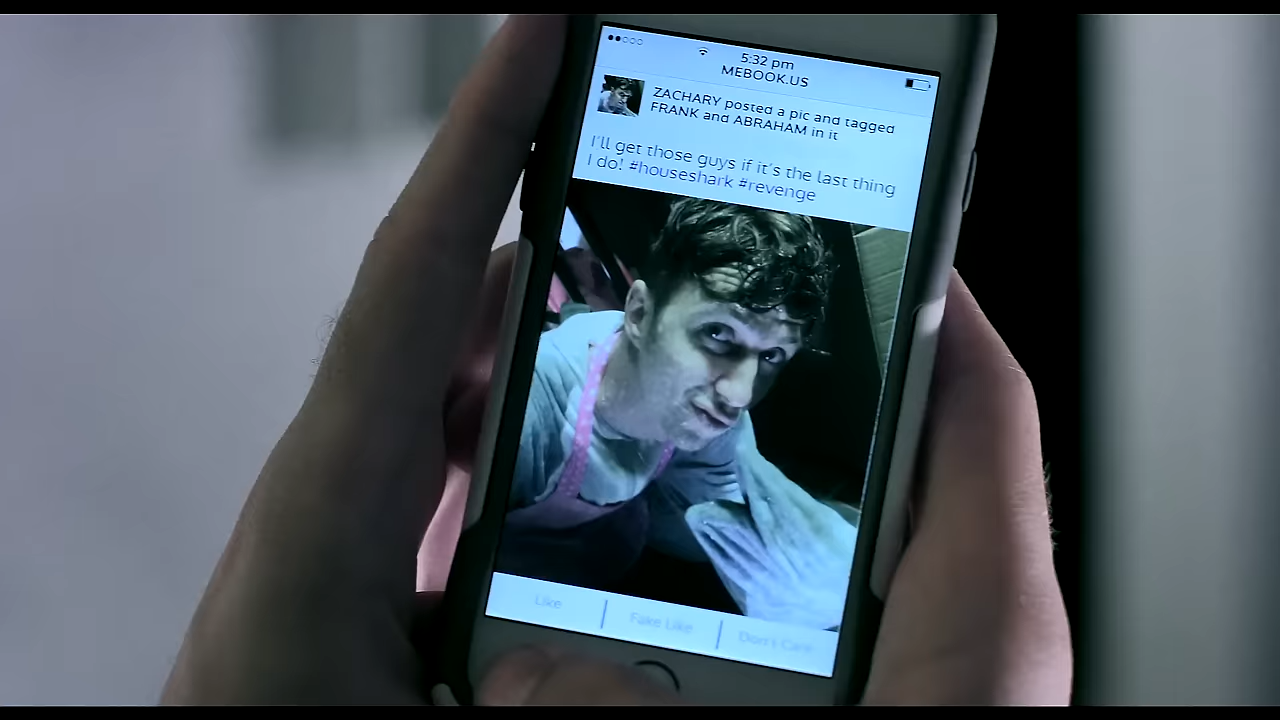 5:32 pm
MEBOOK.US
ZACHARY posted a pic and tagged
FRANK and ABRAHAM in it
I'll get those guys if it's the last thing
I do! #houseshark #revenge
Like
Fake Like
Don't Care